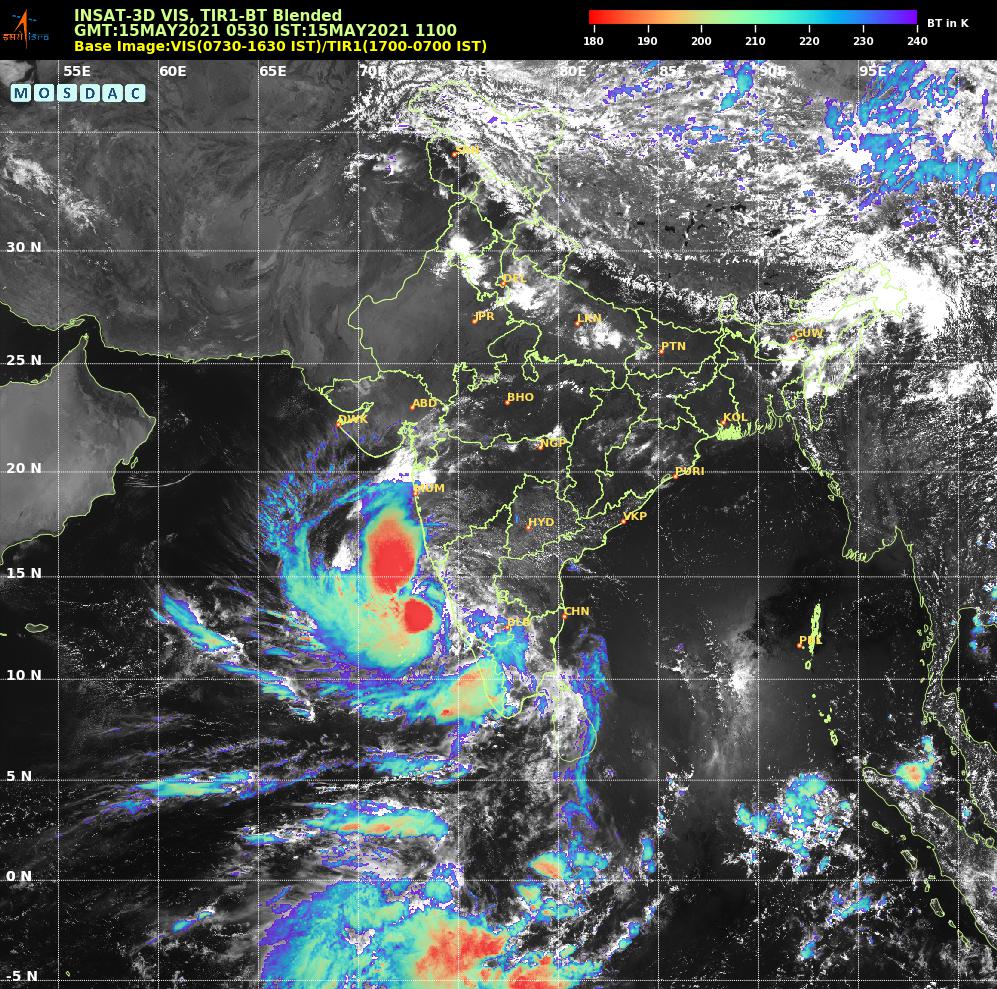 INSAT-3D VIS, TIR1-BT Blended
GMT:15MAY2021 0530 IST:15MAY2021 1100
Base Image:VIS(0730-1630 IST)/TIR1(1700-0700 IST)
BT in K
180 190 200 210 220 230 240
55E 60E 65E 70E 75E 80E 85E 90E 95E
MOSDAC
SRN
30 N
DEL
JPR
LKN
GUW
PTN
25 N
ABD
BHO
DWK
KOL
NGP
20 N
PURI
MUM
HYD
VKP
15 N
CHN
BLR
PBL
10 N
5 N
0 N
-5 N